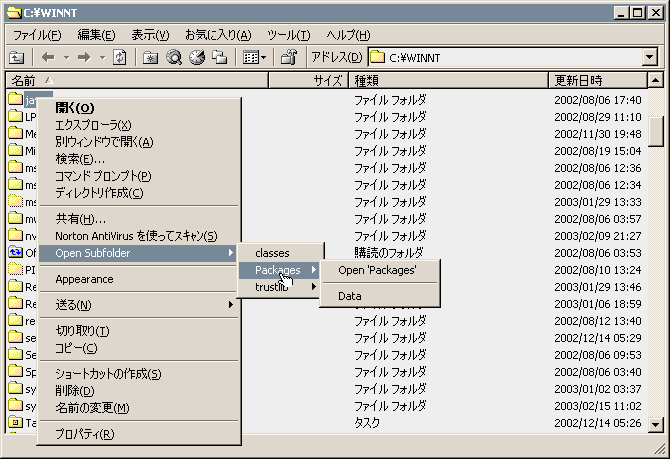 C:¥WINNT
ファイル(F) 編集(E) 表示(V) お気に入り(A) ツール(T) ヘルプ(H)
アドレス(D) C:¥WINNT
名前 サイズ 種類 更新日時
ファイル フォルダ 2002/08/06 17:40
LP ファイル フォルダ 2002/08/29 11:10
Me ファイル フォルダ 2002/11/30 19:48
Mi ファイル フォルダ 2002/08/19 15:04
ms ファイル フォルダ 2002/08/06 12:36
ms ファイル フォルダ 2002/08/06 12:34
ms ファイル フォルダ 2003/01/29 13:33
ファイル フォルダ 2002/08/06 03:57
nv ファイル フォルダ 2003/02/09 21:27
Of 購読のフォルダ 2002/08/06 03:53
PI ファイル フォルダ 2002/08/10 13:24
re 2003/01/29 13:46
re 2003/01/06 18:59
re ファイル フォルダ 2002/08/12 13:40
se ファイル フォルダ 2002/12/14 05:29
Se ファイル フォルダ 2002/08/06 09:53
Sp ファイル フォルダ 2002/08/06 03:40
sy ファイル フォルダ 2003/01/02 03:37
sy ファイル フォルダ 2003/02/15 11:02
Ta タスク 2002/12/14 05:26
開く(O)
エクスプローラ(X)
別ウィンドウで開く(A)
検索(E)...
コマンド プロンプト(P)
ディレクトリ作成(C)
共有(H)...
Norton AntiVirus を使ってスキャン(S)
Open Subfolder
Appearance
送る(N)
切り取り(T)
コピー(C)
ショートカットの作成(S)
削除(D)
名前の変更(M)
プロパティ(R)
classes
Packages
trustlib
Open 'Packages'
Data